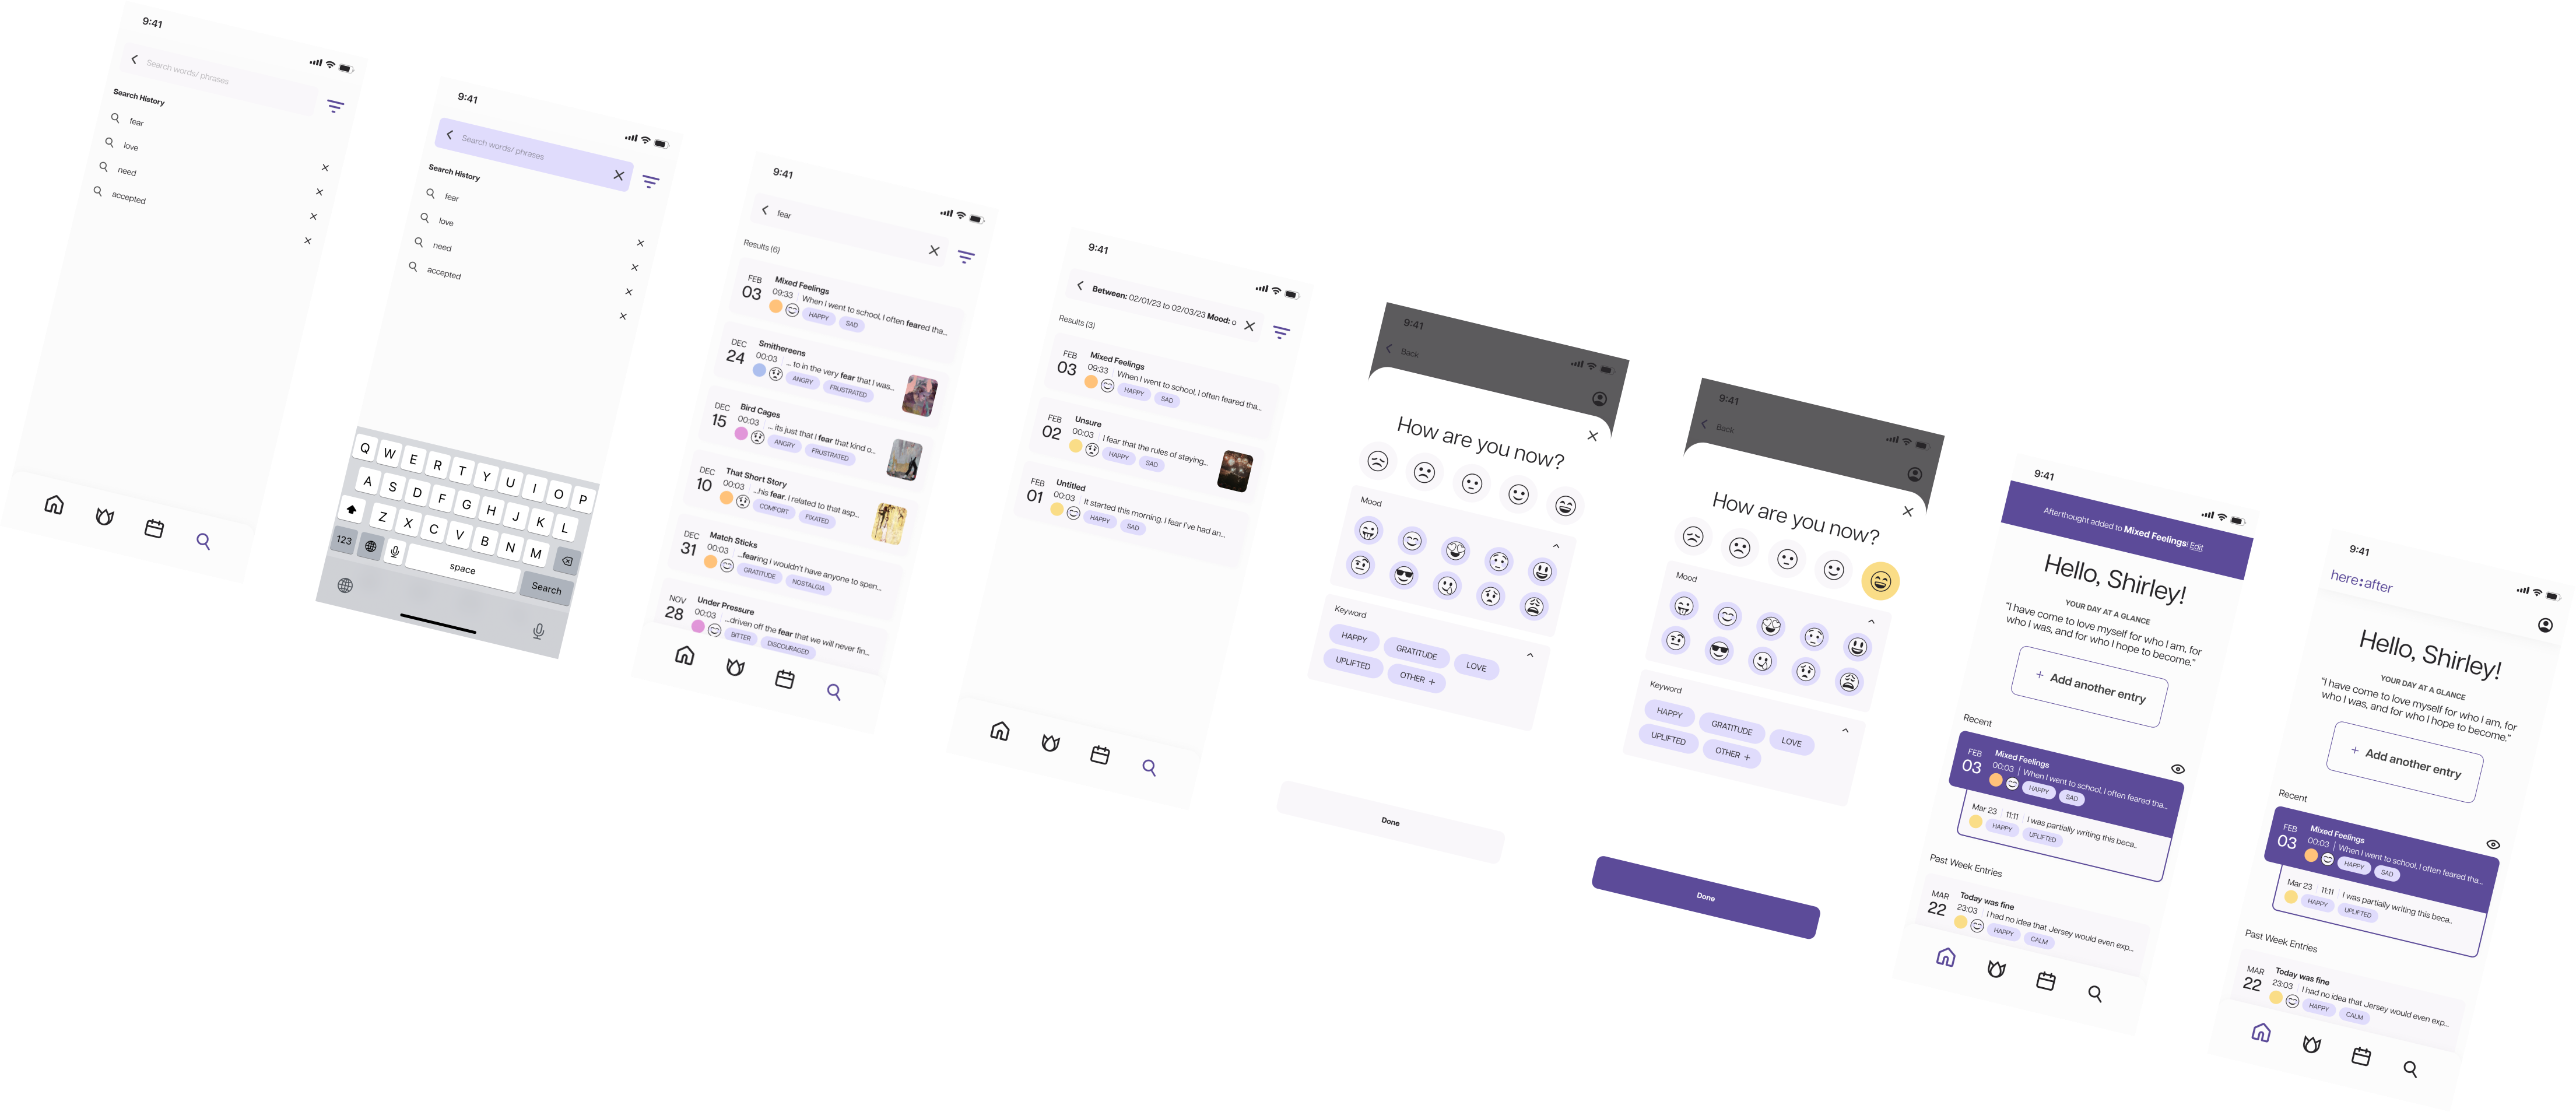 9:41
Search words/ phrases
Search History
fear
love
need
accepted
9:41
Search words/ phrases
Search History
fear
love
need
accepted
Q W E R T Y U I O P
A S D F G H J K L
Z X C V B N M
123 space Search
9:41
fear
Results (6)
FEB 03
Mixed Feelings
09:33 | When I went to school, I often feared tha...
HAPPY SAD
DEC 24
Smithereens
00:03 | ... to in the very fear that I was...
ANGRY FRUSTRATED
DEC 15
Bird Cages
00:03 | ... its just that I fear that kind o...
ANGRY FRUSTRATED
DEC 10
That Short Story
00:03 | ...his fear. I related to that asp...
COMFORT FIXATED
DEC 31
Match Sticks
00:03 | ...fearing I wouldn't have anyone to spen...
GRATITUDE NOSTALGIA
NOV 28
Under Pressure
00:03 | ...driven off the fear that we will never fin...
BITTER DISCOURAGED
9:41
Between: 02/01/23 to 02/03/23 Mood: o
Results (3)
FEB 03
Mixed Feelings
09:33 | When I went to school, I often feared tha...
HAPPY SAD
FEB 02
Unsure
00:03 | I fear that the rules of staying...
HAPPY SAD
FEB 01
Untitled
00:03 | It started this morning. I fear I've had an...
HAPPY SAD
9:41
Back
How are you now?
Mood
Keyword
HAPPY GRATITUDE LOVE
UPLIFTED OTHER +
Done
9:41
Back
How are you now?
Mood
Keyword
HAPPY GRATITUDE LOVE
UPLIFTED OTHER +
Done
9:41
Afterthought added to Mixed Feelings! Edit
Hello, Shirley!
YOUR DAY AT A GLANCE
"I have come to love myself for who I am, for
who I was, and for who I hope to become."
+ Add another entry
Recent
FEB 03
Mixed Feelings
00:03 | When I went to school, I often feared tha...
HAPPY SAD
Mar 23 | 11:11 | I was partially writing this beca..
HAPPY UPLIFTED
Past Week Entries
MAR 22
Today was fine
23:03 | I had no idea that Jersey would even exp...
HAPPY CALM
9:41
here:after
Hello, Shirley!
YOUR DAY AT A GLANCE
"I have come to love myself for who I am, for
who I was, and for who I hope to become."
+ Add another entry
Recent
FEB 03
Mixed Feelings
00:03 | When I went to school, I often feared tha...
HAPPY SAD
Mar 23 | 11:11 | I was partially writing this beca..
HAPPY UPLIFTED
Past Week Entries
MAR 22
Today was fine
23:03 | I had no idea that Jersey would even exp...
HAPPY CALM